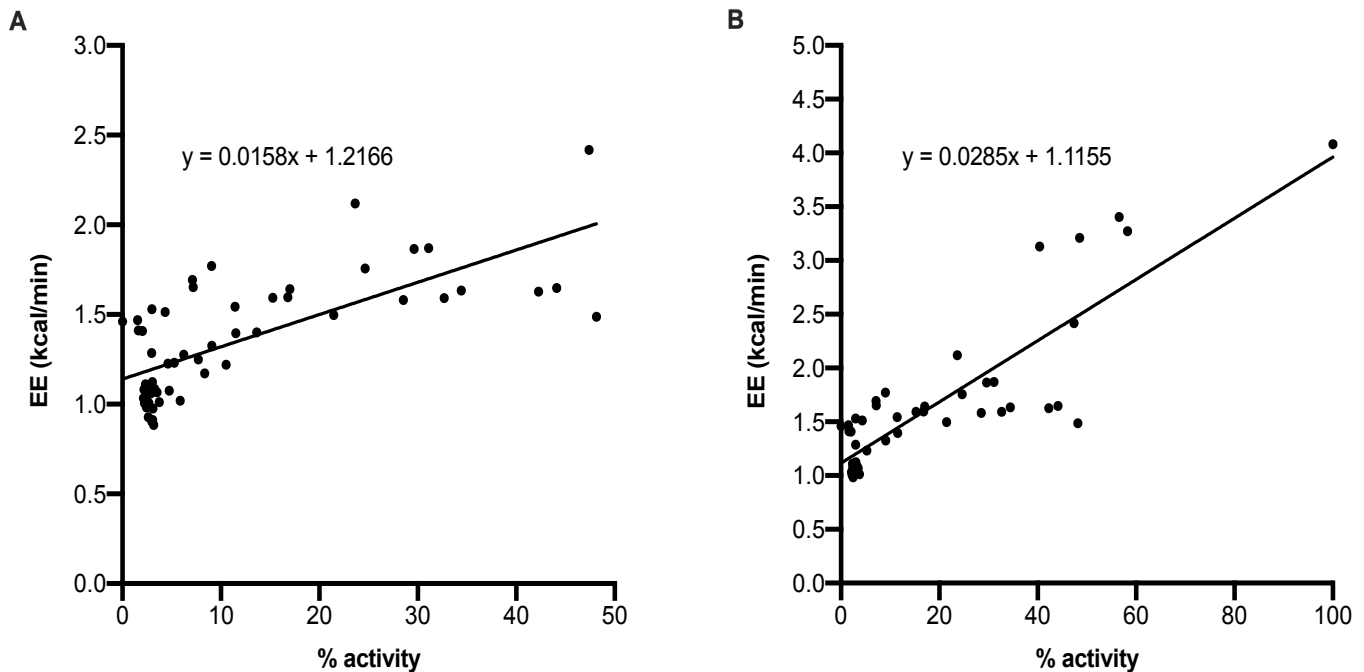 A
3.0
2.5
2.0
1.5
1.0
0.5
0.0
EE (kcal/min)
y = 0.0158x + 1.2166
0 10 20 30 40 50
% activity
B
5.0
4.5
4.0
3.5
3.0
2.5
2.0
1.5
1.0
0.5
0.0
EE (kcal/min)
y = 0.0285x + 1.1155
0 20 40 60 80 100
% activity